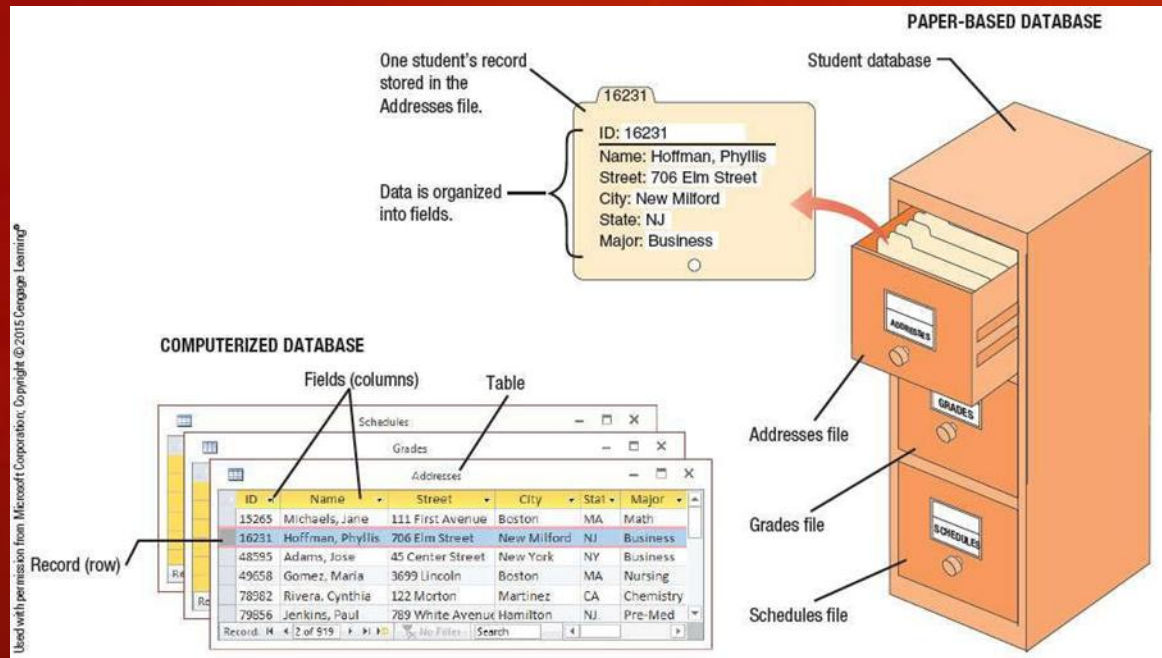 PAPER-BASED DATABASE
One student's record
stored in the
Addresses file.
Student database
16231
ID: 16231
Name: Hoffman, Phyllis
Street: 706 Elm Street
City: New Milford
State: NJ
Major: Business
Data is organized
into fields.
ADDRESSES
GRADES
SCHEDULES
Addresses file
Grades file
Schedules file
COMPUTERIZED DATABASE
Fields (columns)
Table
Schedules
Grades
Addresses
ID Name Street City Stat Major
15265 Michaels, Jane 111 First Avenue Boston MA Math
16231 Hoffman, Phyllis 706 Elm Street New Milford NJ Business
48595 Adams, Jose 45 Center Street New York NY Business
49658 Gomez, Maria 3699 Lincoln Boston MA Nursing
78982 Rivera, Cynthia 122 Morton Martinez CA Chemistry
79856 Jenkins, Paul 789 White Avenue Hamilton NJ Pre-Med
Record: 2 of 919 No Filter Search
Re
Re
Record (row)
Used with permission from Microsoft Corporation; Copyright © 2015 Cengage Learning®